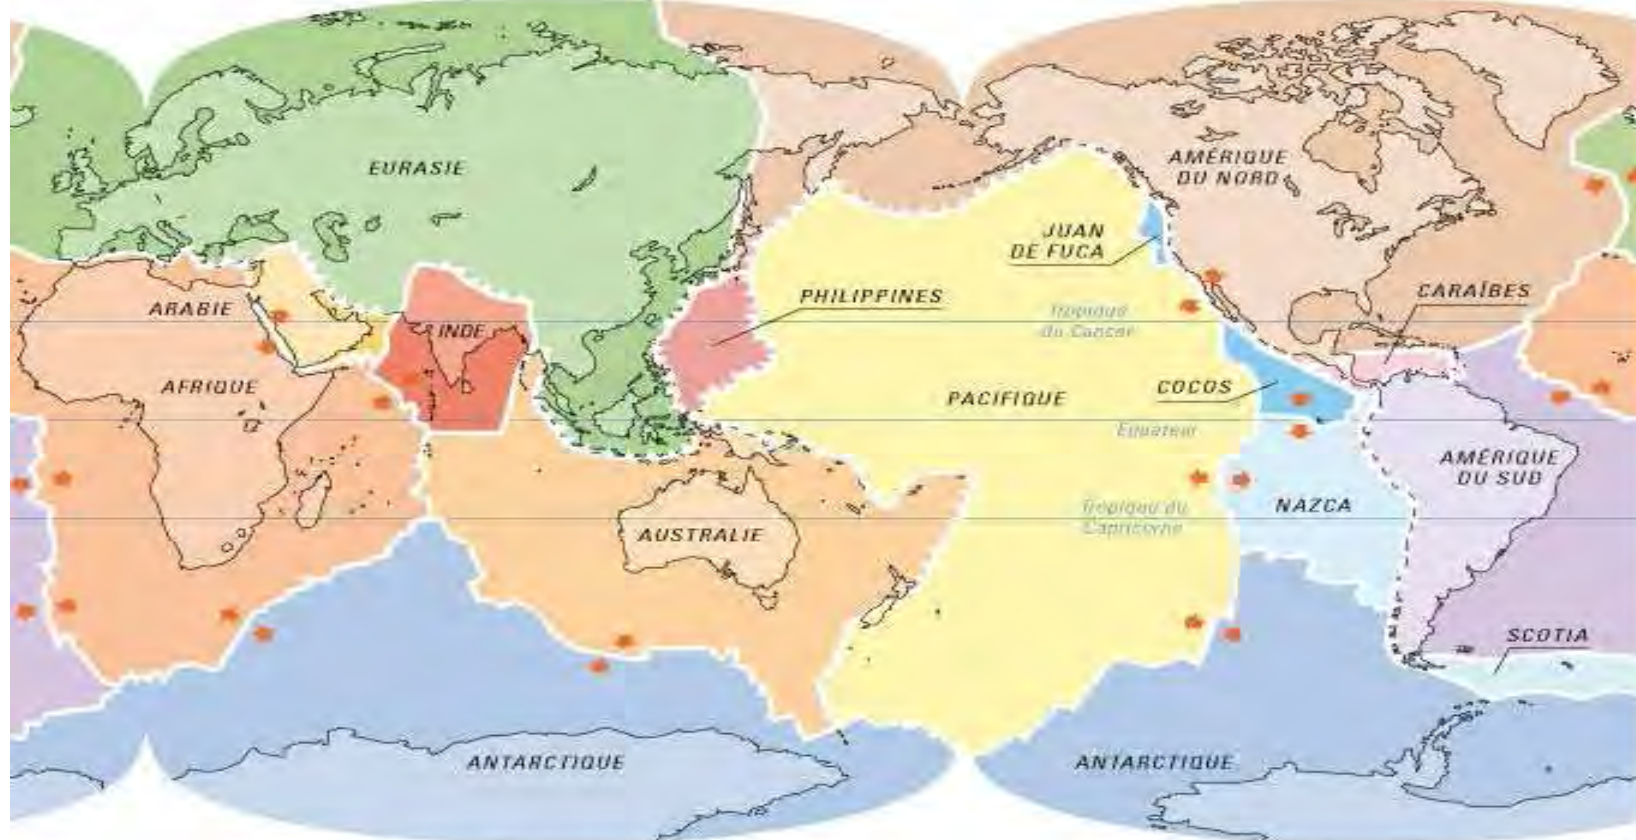 EURASIE
AMÉRIQUE
DU NORD
JUAN
DE FUCA
PHILIPPINES
CARAÏBES
ARABIE
INDE
Tropique
du Cancer
AFRIQUE
COCOS
PACIFIQUE
Equateur
AMÉRIQUE
DU SUD
NAZCA
Tropique du
Capricorne
AUSTRALIE
SCOTIA
ANTARCTIQUE
ANTARCTIQUE